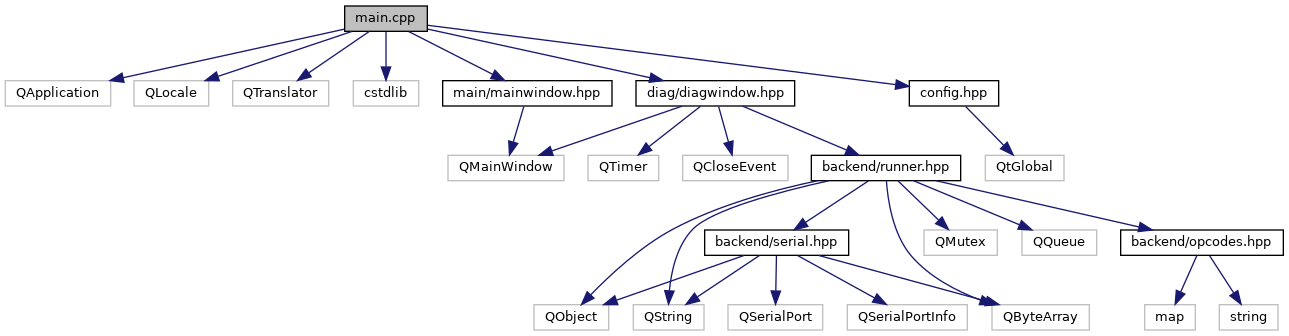 main.cpp
QApplication
QLocale
QTranslator
cstdlib
main/mainwindow.hpp
diag/diagwindow.hpp
config.hpp
QMainWindow
QTimer
QCloseEvent
backend/runner.hpp
QtGlobal
backend/serial.hpp
QMutex
QQueue
backend/opcodes.hpp
QObject
QString
QSerialPort
QSerialPortInfo
QByteArray
map
string